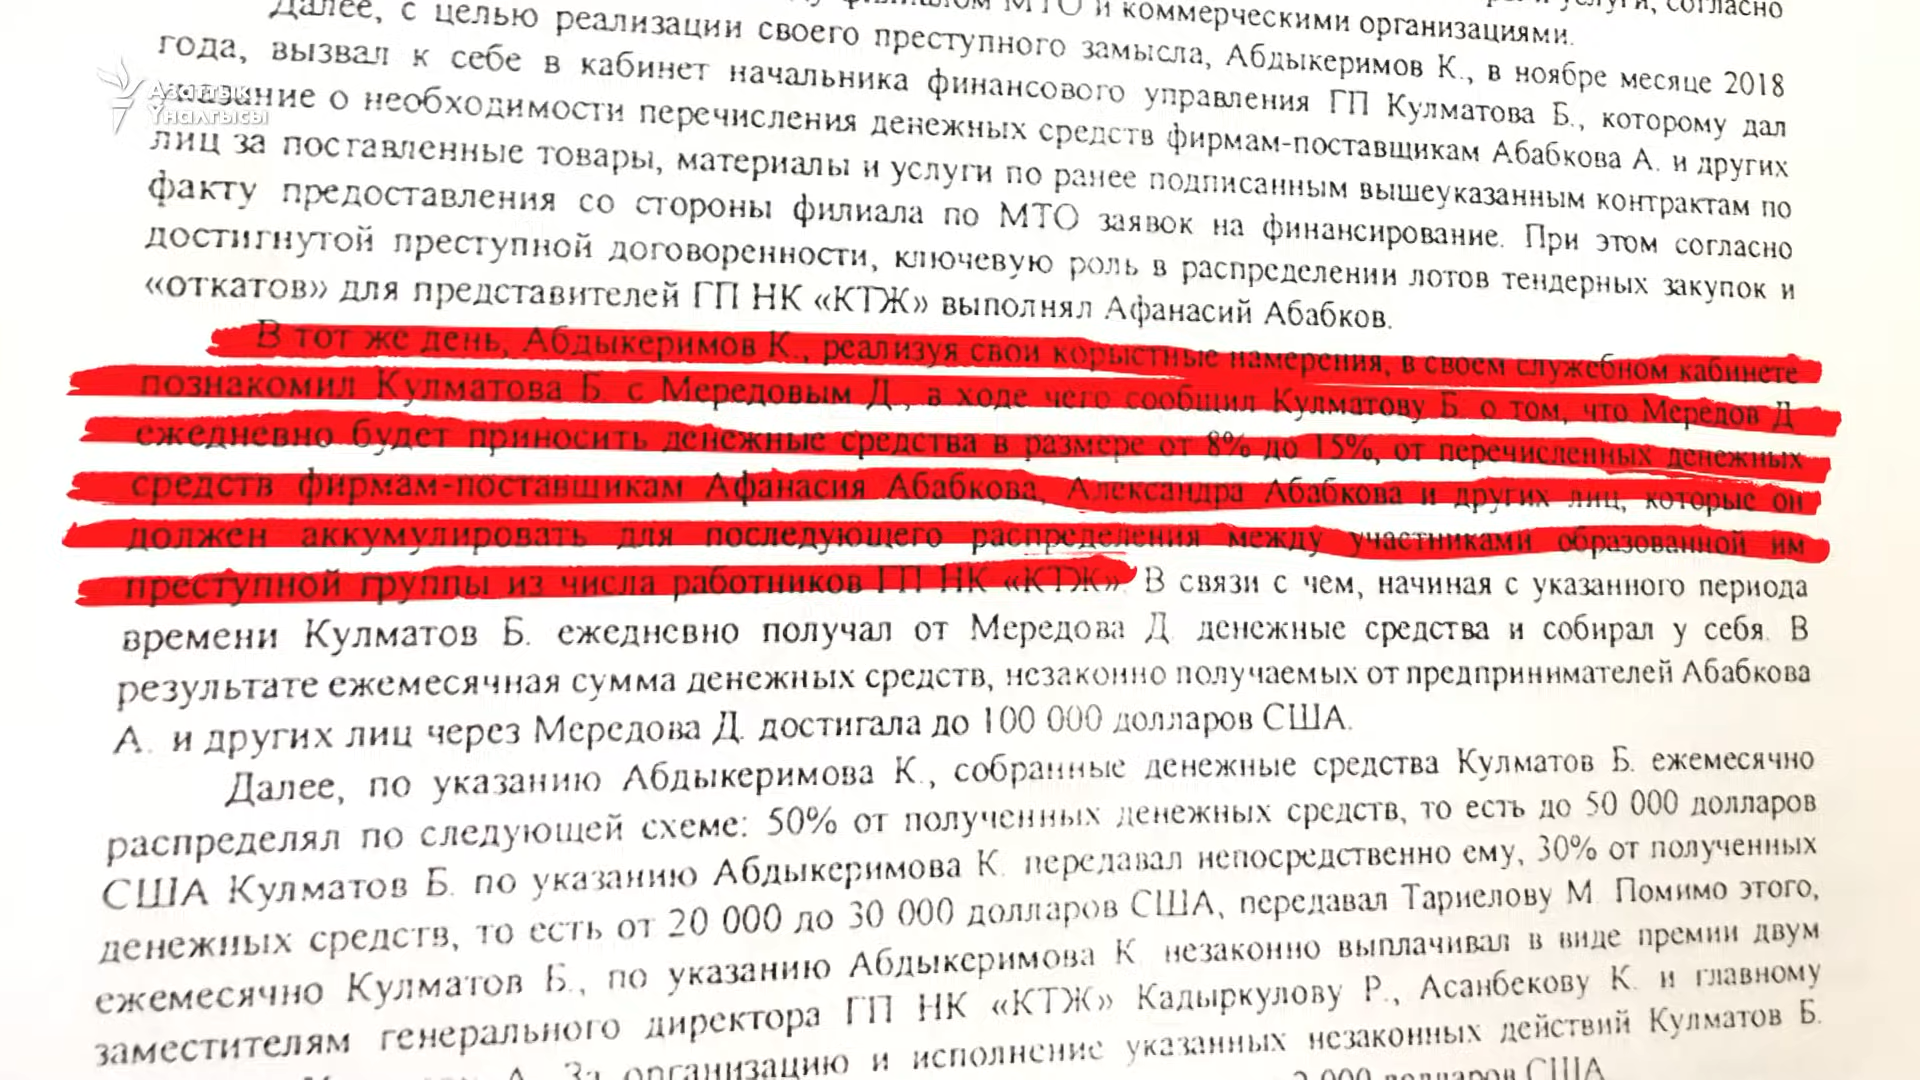 МТО и коммерческими организациями.
Далее, с целью реализации своего преступного замысла, Абдыкеримов К., в ноябре месяце 2018
года, вызвал к себе в кабинет начальника финансового управления ГП Кулматова Б., которому дал
указание о необходимости перечисления денежных средств фирмам-поставщикам Абабкова А. и других
лиц за поставленные товары, материалы и услуги по ранее подписанным вышеуказанным контрактам по
факту предоставления со стороны филиала по МТО заявок на финансирование. При этом согласно
достигнутой преступной договоренности, ключевую роль в распределении лотов тендерных закупок и
«откатов» для представителей ГП НК «КТЖ» выполнял Афанасий Абабков.
В тот же день, Абдыкеримов К., реализуя свои корыстные намерения, в своем служебном кабинете
познакомил Кулматова Б. с Мередовым Д., в ходе чего сообщил Кулматову Б. о том, что Мередов Д.
ежедневно будет приносить денежные средства в размере от 8% до 15%, от перечисленных денежных
средств фирмам-поставщикам Афанасия Абабкова, Александра Абабкова и других лиц, которые он
должен аккумулировать для последующего распределения между участниками образованной им
преступной группы из числа работников ГП НК «КТЖ». В связи с чем, начиная с указанного периода
времени Кулматов Б. ежедневно получал от Мередова Д. денежные средства и собирал у себя. В
результате ежемесячная сумма денежных средств, незаконно получаемых от предпринимателей Абабкова
А. и других лиц через Мередова Д. достигала до 100 000 долларов США.
Далее, по указанию Абдыкеримова К., собранные денежные средства Кулматов Б. ежемесячно
распределял по следующей схеме: 50% от полученных денежных средств, то есть до 50 000 долларов
США Кулматов Б. по указанию Абдыкеримова К. передавал непосредственно ему, 30% от полученных
денежных средств, то есть от 20 000 до 30 000 долларов США, передавал Тариелову М. Помимо этого,
ежемесячно Кулматов Б., по указанию Абдыкеримова К. незаконно выплачивал в виде премии двум
заместителям генерального директора ГП НК «КТЖ» Кадыркулову Р., Асанбекову К. и главному
А. За организацию и исполнение указанных незаконных действий Кулматов Б.
000 долларов США
Азаттык
Үналгысы